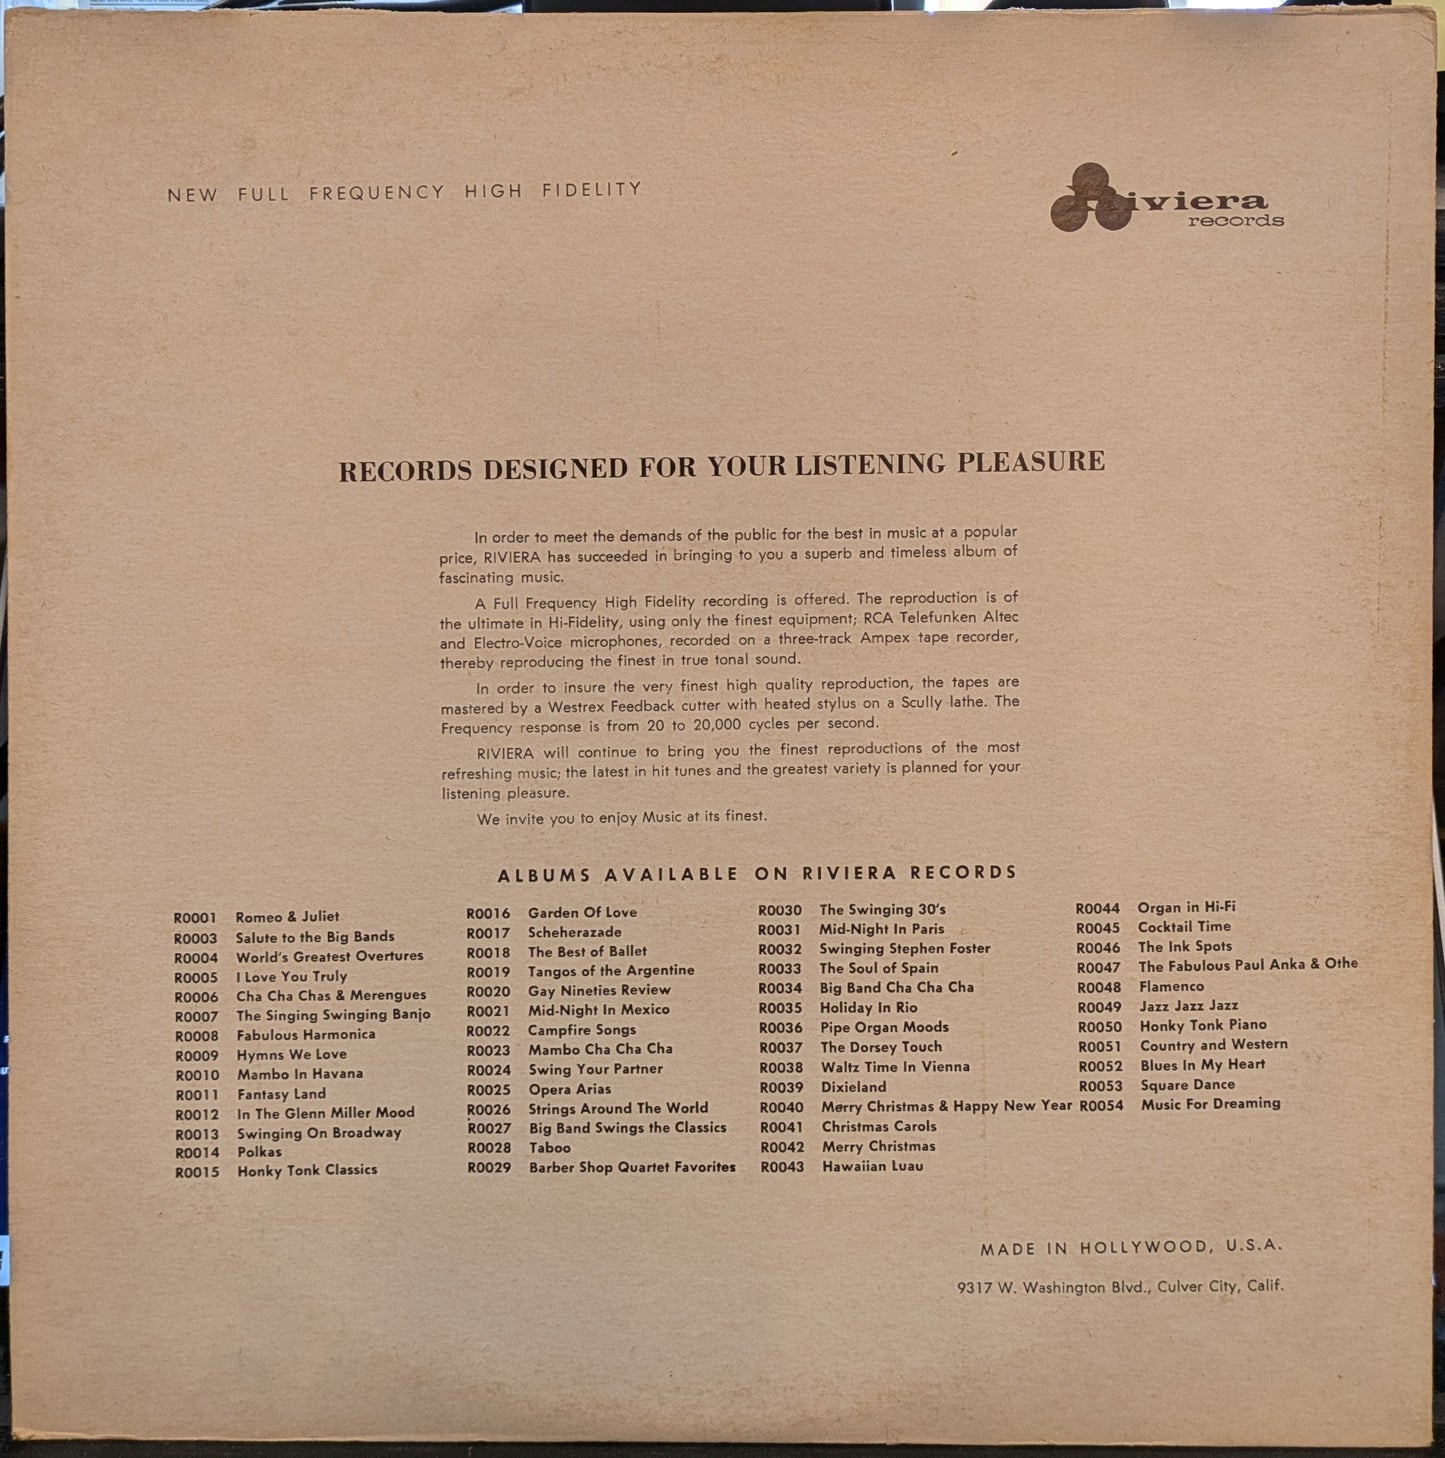 NEW FULL FREQUENCY HIGH FIDELITY
Riviera
records
RECORDS DESIGNED FOR YOUR LISTENING PLEASURE
In order to meet the demands of the public for the best in music at a popular
price, RIVIERA has succeeded in bringing to you a superb and timeless album of
fascinating music.
A Full Frequency High Fidelity recording is offered. The reproduction is of
the ultimate in Hi-Fidelity, using only the finest equipment; RCA Telefunken Altec
and Electro-Voice microphones, recorded on a three-track Ampex tape recorder,
thereby reproducing the finest in true tonal sound.
In order to insure the very finest high quality reproduction, the tapes are
mastered by a Westrex Feedback cutter with heated stylus on a Scully lathe. The
Frequency response is from 20 to 20,000 cycles per second.
RIVIERA will continue to bring you the finest reproductions of the most
refreshing music; the latest in hit tunes and the greatest variety is planned for your
listening pleasure.
We invite you to enjoy Music at its finest.
ALBUMS AVAILABLE ON RIVIERA RECORDS
R0001 Romeo & Juliet
R0003 Salute to the Big Bands
R0004 World's Greatest Overtures
R0005 I Love You Truly
R0006 Cha Cha Chas & Merengues
R0007 The Singing Swinging Banjo
R0008 Fabulous Harmonica
R0009 Hymns We Love
R0010 Mambo In Havana
R0011 Fantasy Land
R0012 In The Glenn Miller Mood
R0013 Swinging On Broadway
R0014 Polkas
R0015 Honky Tonk Classics
R0016 Garden Of Love
R0017 Scheherazade
R0018 The Best of Ballet
R0019 Tangos of the Argentine
R0020 Gay Nineties Review
R0021 Mid-Night In Mexico
R0022 Campfire Songs
R0023 Mambo Cha Cha Cha
R0024 Swing Your Partner
R0025 Opera Arias
R0026 Strings Around The World
R0027 Big Band Swings the Classics
R0028 Taboo
R0029 Barber Shop Quartet Favorites
R0030 The Swinging 30's
R0031 Mid-Night In Paris
R0032 Swinging Stephen Foster
R0033 The Soul of Spain
R0034 Big Band Cha Cha Cha
R0035 Holiday In Rio
R0036 Pipe Organ Moods
R0037 The Dorsey Touch
R0038 Waltz Time In Vienna
R0039 Dixieland
R0040 Merry Christmas & Happy New Year
R0041 Christmas Carols
R0042 Merry Christmas
R0043 Hawaiian Luau
R0044 Organ in Hi-Fi
R0045 Cocktail Time
R0046 The Ink Spots
R0047 The Fabulous Paul Anka & Othe
R0048 Flamenco
R0049 Jazz Jazz Jazz
R0050 Honky Tonk Piano
R0051 Country and Western
R0052 Blues In My Heart
R0053 Square Dance
R0054 Music For Dreaming
MADE IN HOLLYWOOD, U.S.A.
9317 W. Washington Blvd., Culver City, Calif.